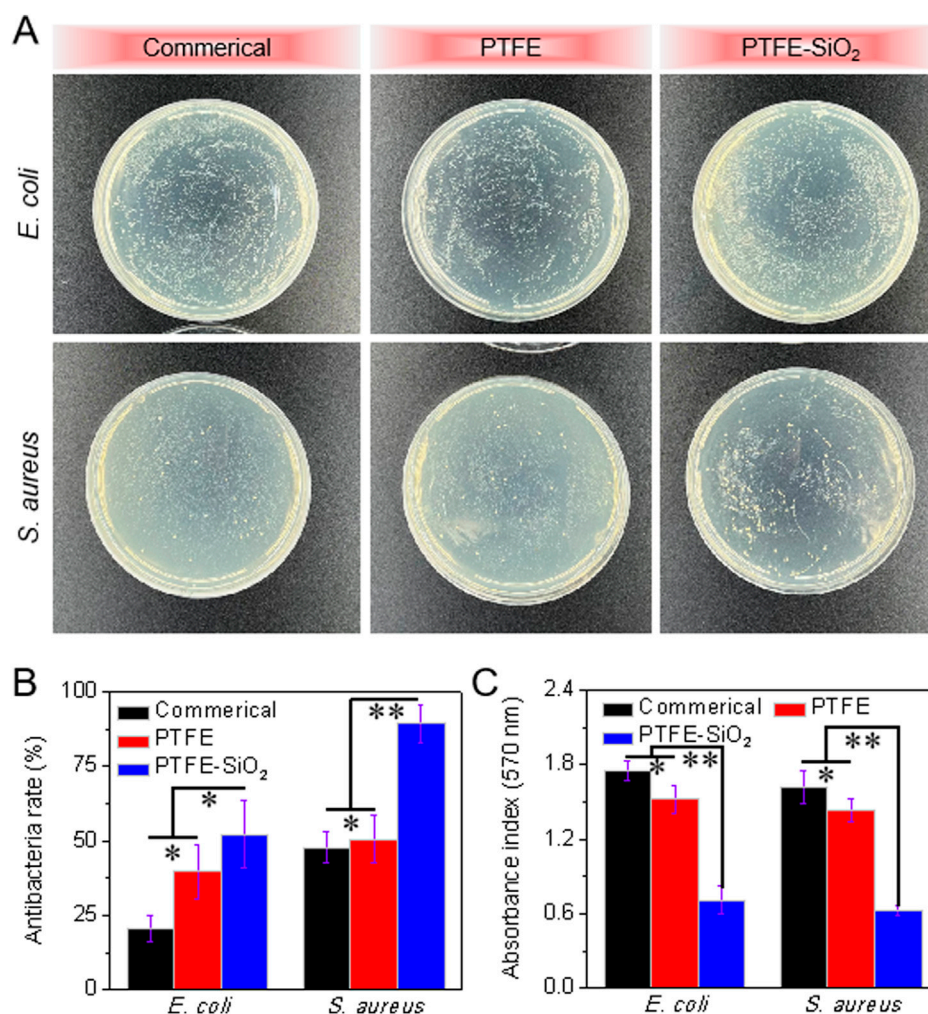 A
Commerical
PTFE
PTFE-SiO₂
E. coli
S. aureus
B
Antibacteria rate (%)
100
75
50
25
0
Commerical
PTFE
PTFE-SiO₂
*
*
*
**
E. coli
S. aureus
C
Absorbance index (570 nm)
2.4
1.8
1.2
0.6
0.0
Commerical
PTFE
PTFE-SiO₂
*
**
*
**
E. coli
S. aureus